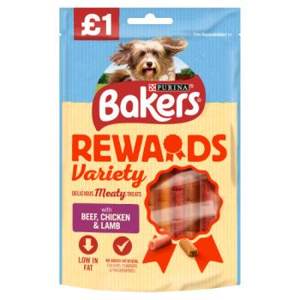 £1
PURINA
Bakers
REWARDS
Variety
DELICIOUS Meaty TREATS
with
BEEF, CHICKEN
& LAMB
LOW IN
FAT